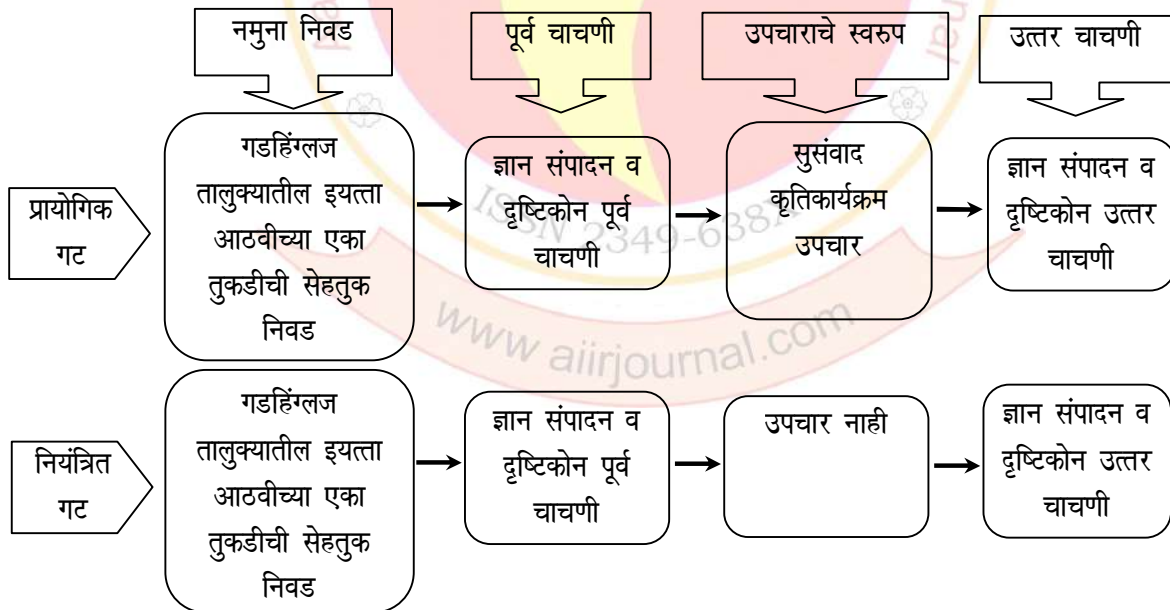 नमुना निवड
पूर्व चाचणी
उपचाराचे स्वरुप
उत्तर चाचणी
प्रायोगिक
गट
गडहिंग्लज
तालुक्यातील इयत्ता
आठवीच्या एका
तुकडीची सेहतुक
निवड
ज्ञान संपादन व
दृष्टिकोन पूर्व
चाचणी
सुसंवाद
कृतिकार्यक्रम
उपचार
ज्ञान संपादन व
दृष्टिकोन उत्तर
चाचणी
नियंत्रित
गट
गडहिंग्लज
तालुक्यातील इयत्ता
आठवीच्या एका
तुकडीची सेहतुक
निवड
ज्ञान संपादन व
दृष्टिकोन पूर्व
चाचणी
उपचार नाही
ज्ञान संपादन व
दृष्टिकोन उत्तर
चाचणी
ISSN 2349-638x
www aiirjournal.com